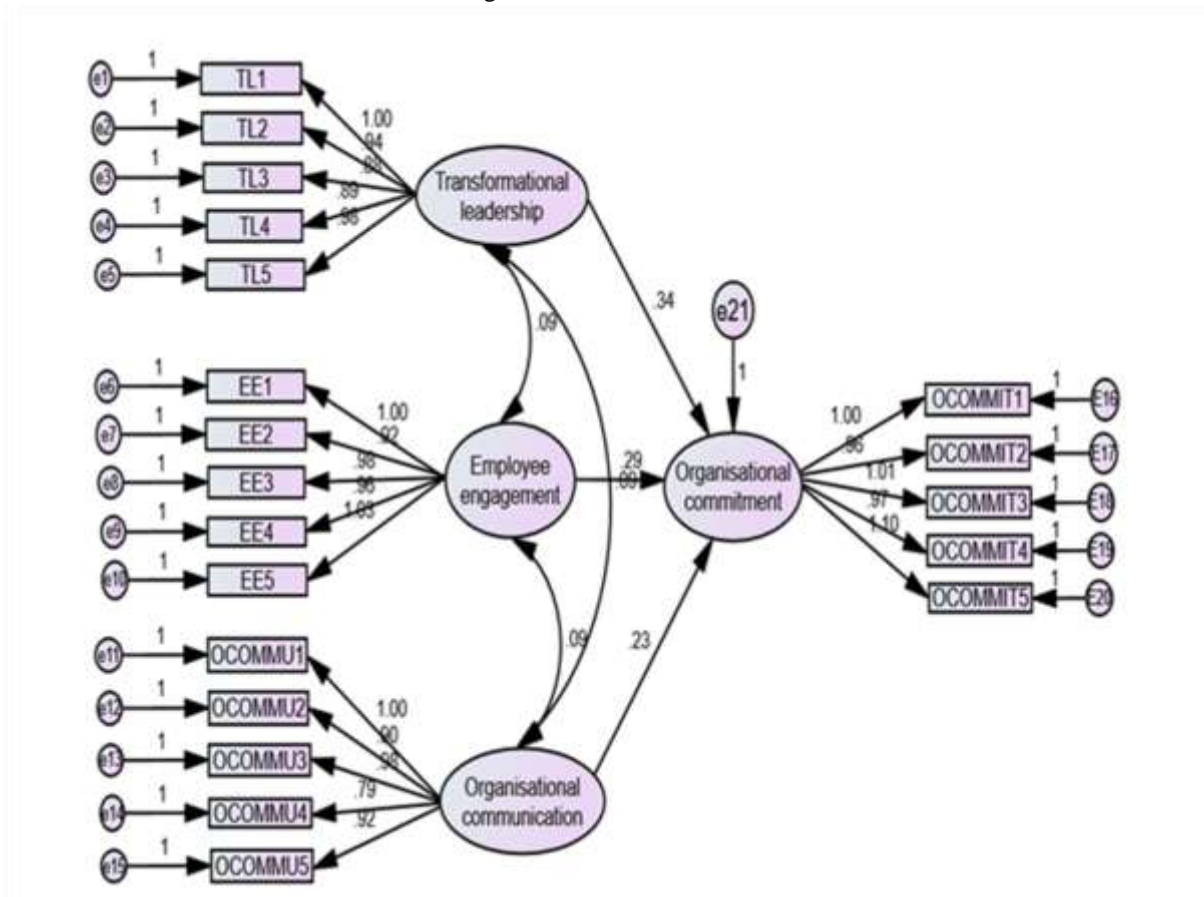 1
e1
TL1
1
e2
TL2
1
e3
TL3
1
e4
TL4
1
e5
TL5
1.00
.94
.89
.98
Transformational
leadership
.09
.34
e21
1
1
e6
EE1
1
e7
EE2
1
e8
EE3
1
e9
EE4
1
e10
EE5
1.00
.92
.98
.96
1.03
Employee
engagement
.29
.09
Organisational
commitment
1.00
.96
1.01
.97
1.10
OCOMMIT1
1
E16
OCOMMIT2
1
E17
OCOMMIT3
1
E18
OCOMMIT4
1
E19
OCOMMIT5
1
E20
.09
.23
1
e11
OCOMMU1
1
e12
OCOMMU2
1
e13
OCOMMU3
1
e14
OCOMMU4
1
e15
OCOMMU5
1.00
.90
.98
.79
.92
Organisational
communication